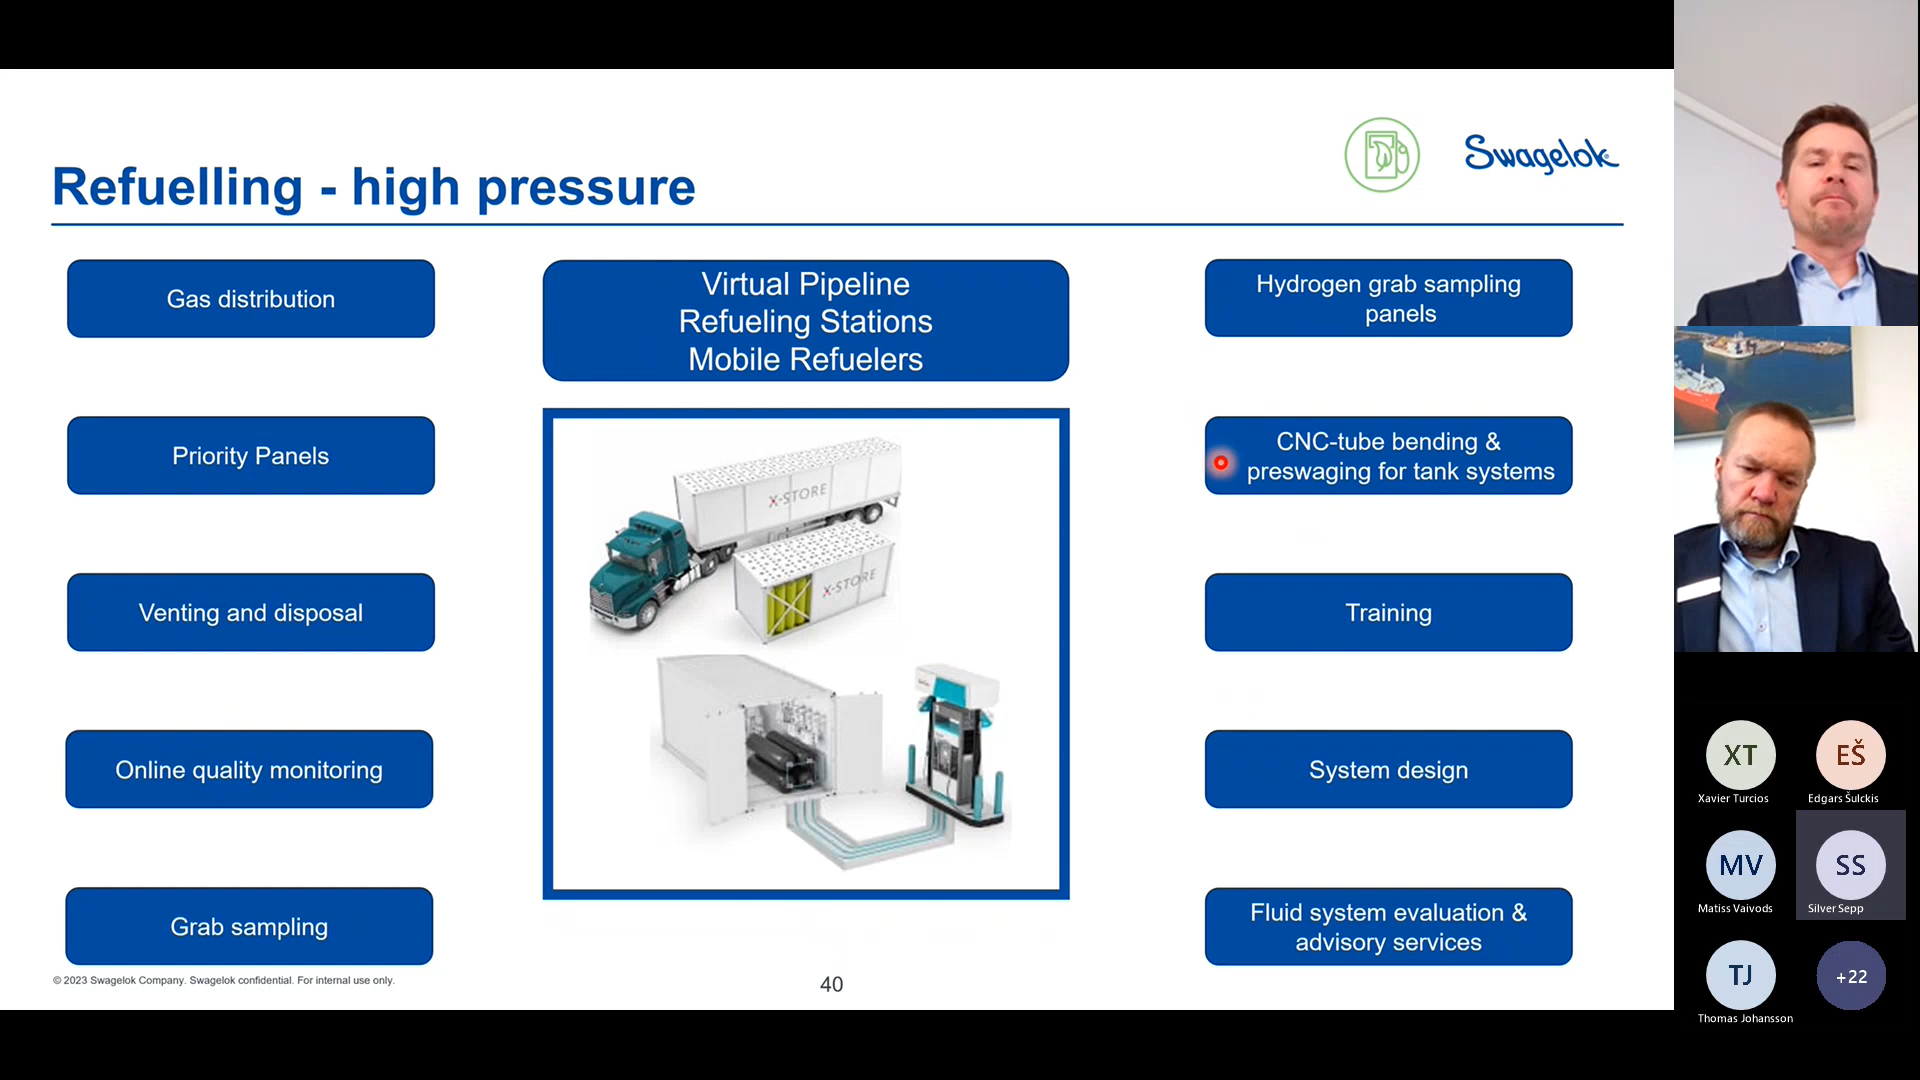 Swagelok
Refuelling - high pressure
Gas distribution
Priority Panels
Venting and disposal
Online quality monitoring
Grab sampling
Virtual Pipeline
Refueling Stations
Mobile Refuelers
X-STORE
X-STORE
Hydrogen grab sampling
panels
CNC-tube bending &
preswaging for tank systems
Training
System design
Fluid system evaluation &
advisory services
© 2023 Swagelok Company. Swagelok confidential. For internal use only.
40
XT
Xavier Turcios
EŠ
Edgars Šulckis
MV
Matiss Vaivods
SS
Silver Sepp
TJ
Thomas Johansson
+22